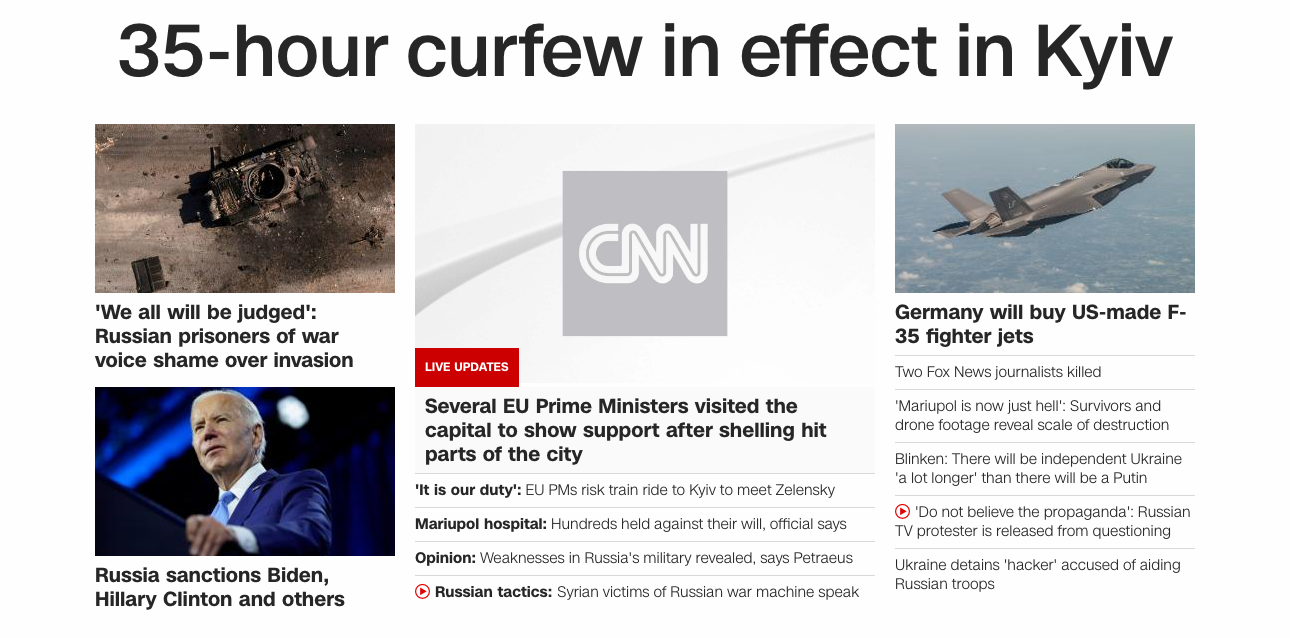 35-hour curfew in effect in Kyiv
'We all will be judged':
Russian prisoners of war
voice shame over invasion
Russia sanctions Biden,
Hillary Clinton and others
CNN
LIVE UPDATES
Several EU Prime Ministers visited the
capital to show support after shelling hit
parts of the city
'It is our duty': EU PMs risk train ride to Kyiv to meet Zelensky
Mariupol hospital: Hundreds held against their will, official says
Opinion: Weaknesses in Russia's military revealed, says Petraeus
Russian tactics: Syrian victims of Russian war machine speak
Germany will buy US-made F-
35 fighter jets
Two Fox News journalists killed
'Mariupol is now just hell': Survivors and
drone footage reveal scale of destruction
Blinken: There will be independent Ukraine
'a lot longer' than there will be a Putin
'Do not believe the propaganda': Russian
TV protester is released from questioning
Ukraine detains 'hacker' accused of aiding
Russian troops